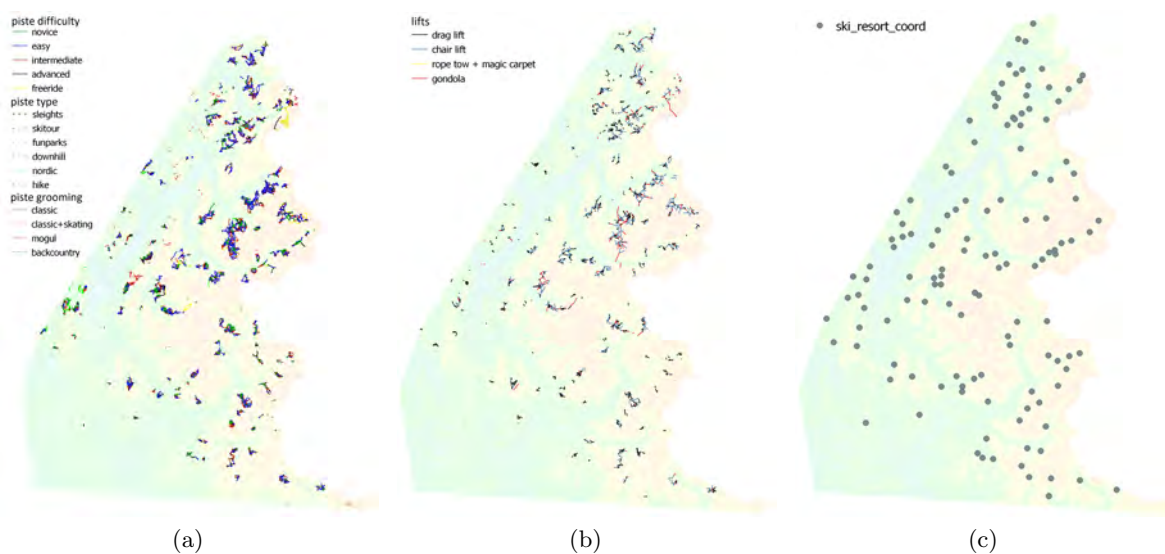 piste difficulty
novice
easy
intermediate
advanced
freeride
piste type
sleights
skitour
funparks
downhill
nordic
hike
piste grooming
classic
classic+skating
mogul
backcountry
(a)
lifts
drag lift
chair lift
rope tow + magic carpet
gondola
(b)
ski_resort_coord
(c)